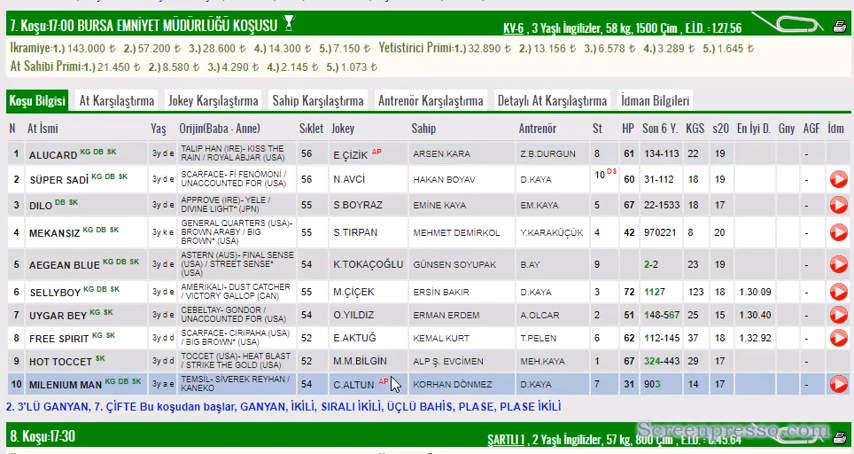 7. Koşu:17:00 BURSA EMNİYET MÜDÜRLÜĞÜ KOŞUSU KV-6 , 3 Yaşlı İngilizler, 58 kg, 1500 Çim , E.İ.D. : 1.27.56
Ikramiye:1.) 143.000 ₺ 2.) 57.200 ₺ 3.) 28.600 ₺ 4.) 14.300 ₺ 5.) 7.150 ₺ Yetistirici Primi:1.) 32.890 ₺ 2.) 13.156 ₺ 3.) 6.578 ₺ 4.) 3.289 ₺ 5.) 1.645 ₺
At Sahibi Primi:1.) 21.450 ₺ 2.) 8.580 ₺ 3.) 4.290 ₺ 4.) 2.145 ₺ 5.) 1.073 ₺
Koşu Bilgisi At Karşılaştırma Jokey Karşılaştırma Sahip Karşılaştırma Antrenör Karşılaştırma Detaylı At Karşılaştırma İdman Bilgileri
N At İsmi Yaş Orijin(Baba - Anne) Sıklet Jokey Sahip Antrenör St HP Son 6 Y. KGS s20 En İyi D. Gny AGF İdm
1 ALUCARD KG DB SK 3y d e TALIP HAN (IRE)- KISS THE RAIN / ROYAL ABJAR (USA) 56 E.ÇİZİK AP ARSEN KARA Z.B.DURGUN 8 61 134-113 22 19 -
2 SÜPER SADİ KG DB SK 3y d e SCARFACE- Fİ FENOMONİ / UNACCOUNTED FOR (USA) 56 N.AVCİ HAKAN BOYAV D.KAYA 10 DS 60 31-112 18 19 -
3 DILO DB SK 3y d e APPROVE (IRE)- YELE / DIVINE LIGHT* (JPN) 55 S.BORAZ EMINE KAYA EM.KAYA 5 67 22-1533 18 17 -
4 MEKANSIZ KG DB SK 3y k e GENERAL QUARTERS (USA)- BROWN ARABY / BIG BROWN* (USA) 55 S.TIRPAN MEHMET DEMİRKOL Y.KARAKÜÇÜK 4 42 970221 8 20 -
5 AEGEAN BLUE KG DB SK 3y d e ASTERN (AUS)- FINAL SENSE (USA) / STREET SENSE* (USA) 54 K.TOKAÇOĞLU GÜNSEN SOYUPAK B.AY 9 2-2 23 19 -
6 SELLYBOY KG DB SK 3y d e AMERİKALI- DUST CATCHER / VICTORY GALLOP (CAN) 55 M.ÇİÇEK ERSİN BAKIR D.KAYA 3 72 1127 123 18 1.30.09 -
7 UYGAR BEY KG SK 3y d e CEBELTAY- GONDOR / UNACCOUNTED FOR (USA) 54 O.YILDIZ ERMAN ERDEM A.OLCAR 2 51 148-567 25 15 1.30.40 -
8 FREE SPIRIT KG SK 3y d d SCARFACE- CIRIPAHA (USA) / BIG BROWN* (USA) 52 E.AKTUĞ KEMAL KURT T.PELEN 6 62 112-145 37 18 1.32.92 -
9 HOT TOCCET SK 3y d d TOCCET (USA)- HEAT BLAST / STRIKE THE GOLD (USA) 52 M.M.BİLGİN ALP Ş. EVCİMEN MEH.KAYA 1 67 324-443 29 17 -
10 MILENIUM MAN KG DB SK 3y a e TEMSIL- SİVEREK REYHAN / KANEKO 54 C.ALTUN AP KORHAN DÖNMEZ D.KAYA 7 31 903 14 17 -
2. 3'LÜ GANYAN, 7. ÇİFTE Bu koşudan başlar, GANYAN, İKİLİ, SIRALI İKİLİ, ÜÇLÜ BAHİS, PLASE, PLASE İKİLİ
8. Koşu:17:30 ŞARTLI 1 , 2 Yaşlı İngilizler, 57 kg, 800 Çim , E.İ.D. : 0.45.64
Screenpresso.com